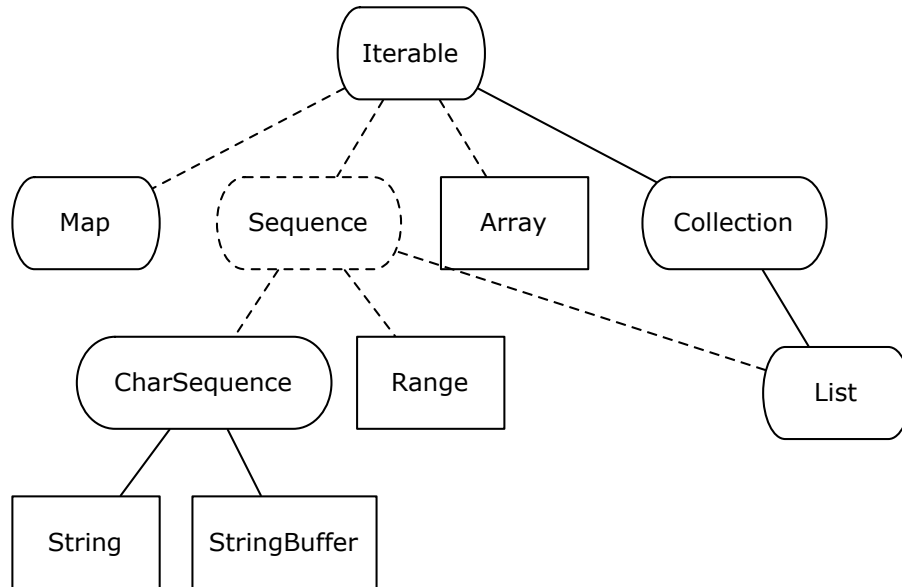 Iterable
Map
Sequence
Array
Collection
CharSequence
Range
List
String
StringBuffer